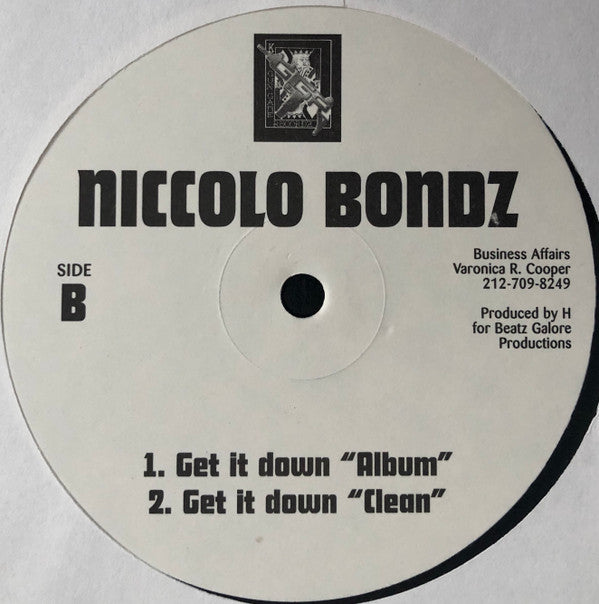 K
RECORDZ
NICCOLO BONDZ
SIDE
B
Business Affairs
Varonica R. Cooper
212-709-8249
Produced by H
for Beatz Galore
Productions
1. Get it down “Album”
2. Get it down “Clean”